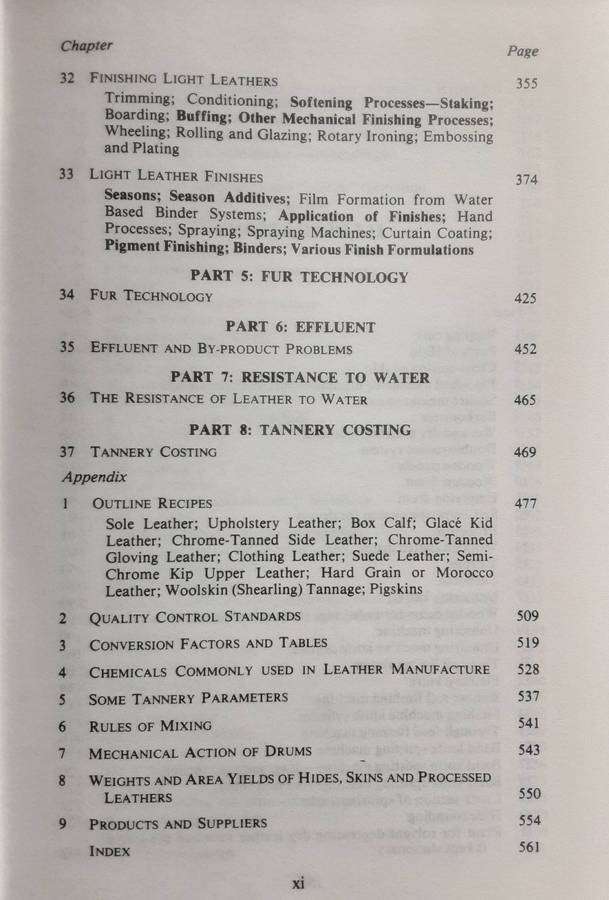 Chapter Page
32 Finishing Light Leathers 355
Trimming; Conditioning; Softening Processes—Staking;
Boarding; Buffing; Other Mechanical Finishing Processes;
Wheeling; Rolling and Glazing; Rotary Ironing; Embossing
and Plating
33 Light Leather Finishes 374
Seasons; Season Additives; Film Formation from Water
Based Binder Systems; Application of Finishes; Hand
Processes; Spraying; Spraying Machines; Curtain Coating;
Pigment Finishing; Binders; Various Finish Formulations
PART 5: FUR TECHNOLOGY
34 Fur Technology 425
PART 6: EFFLUENT
35 Effluent and By-product Problems 452
PART 7: RESISTANCE TO WATER
36 The Resistance of Leather to Water 465
PART 8: TANNERY COSTING
37 Tannery Costing 469
Appendix
1 Outline Recipes 477
Sole Leather; Upholstery Leather; Box Calf; Glacé Kid
Leather; Chrome-Tanned Side Leather; Chrome-Tanned
Gloving Leather; Clothing Leather; Suede Leather; Semi-
Chrome Kip Upper Leather; Hard Grain or Morocco
Leather; Woolskin (Shearling) Tannage; Pigskins
2 Quality Control Standards 509
3 Conversion Factors and Tables 519
4 Chemicals Commonly used in Leather Manufacture 528
5 Some Tannery Parameters 537
6 Rules of Mixing 541
7 Mechanical Action of Drums 543
8 Weights and Area Yields of Hides, Skins and Processed
Leathers 550
9 Products and Suppliers 554
Index 561
xi